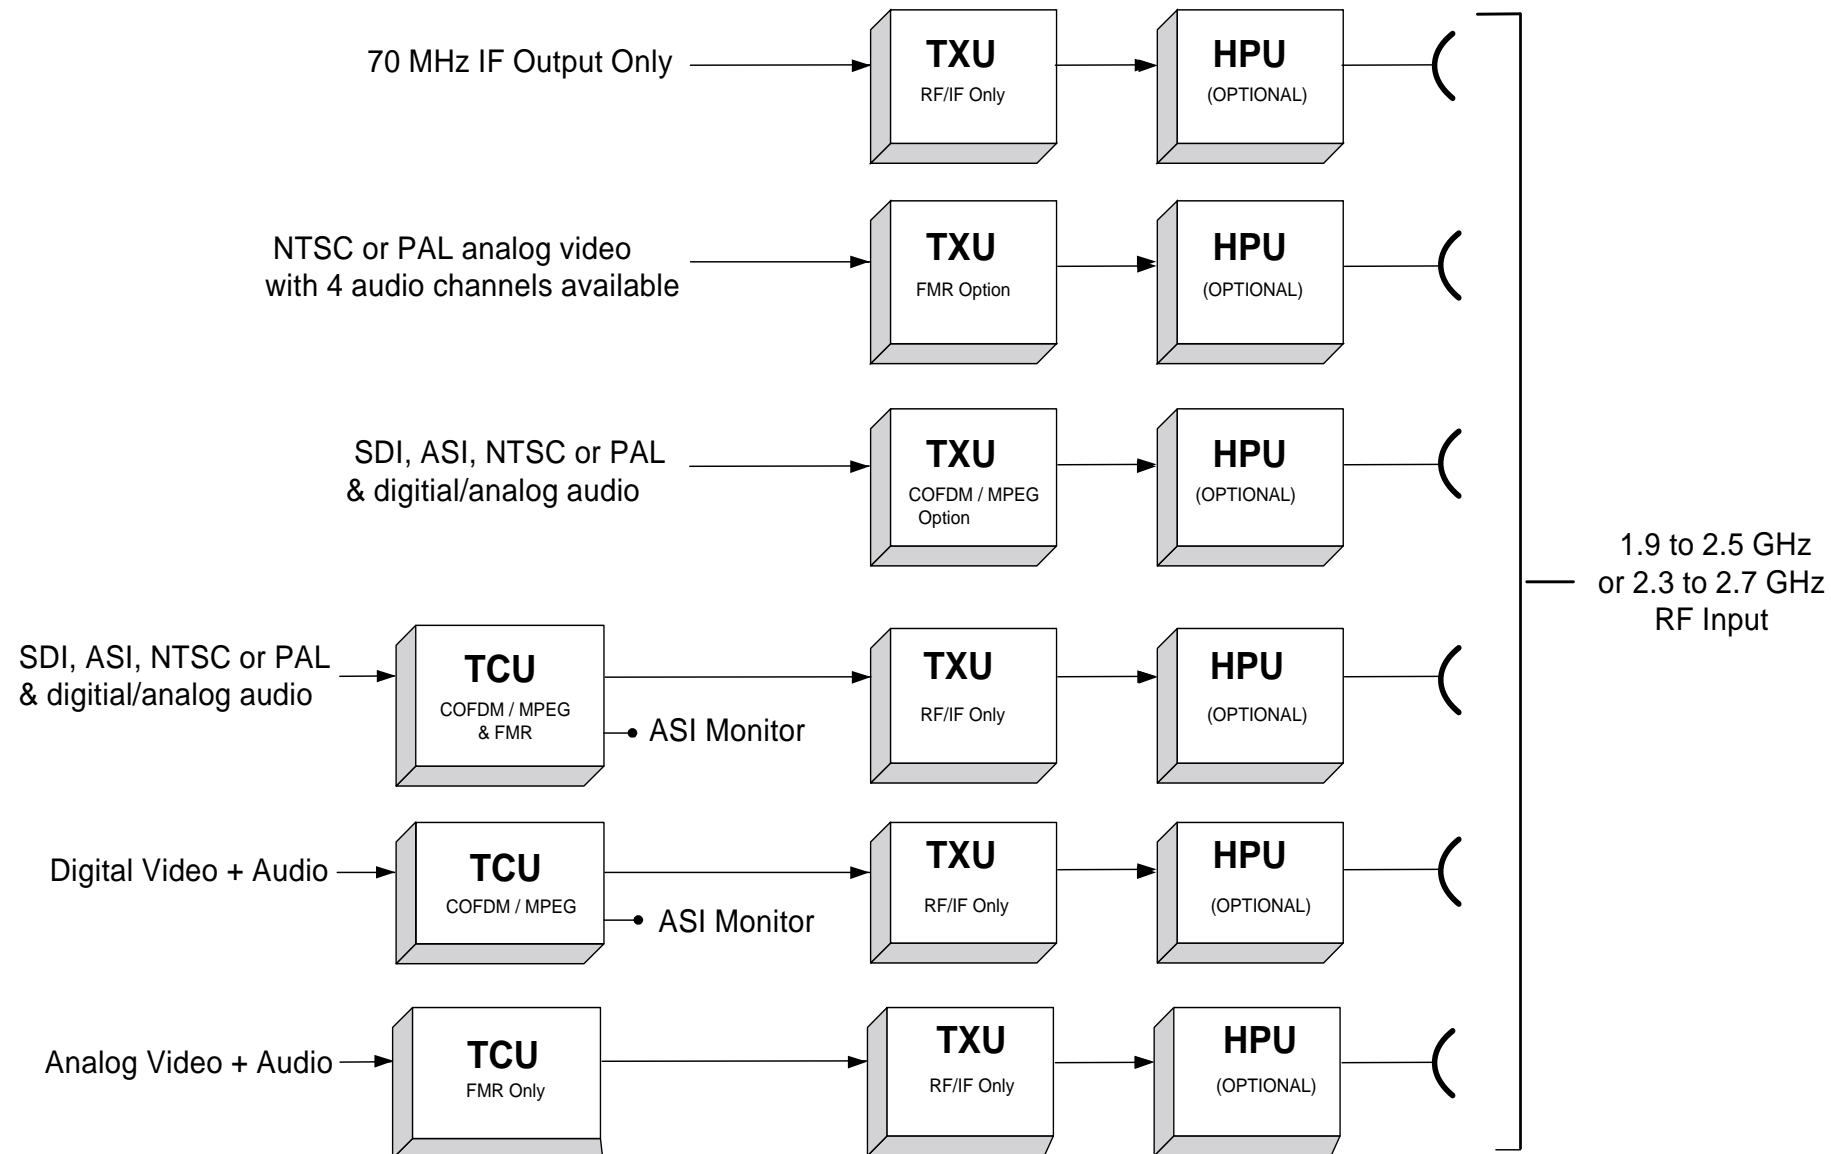 70 MHz IF Output Only
TXU
RF/IF Only
HPU
(OPTIONAL)
NTSC or PAL analog video
with 4 audio channels available
TXU
FMR Option
HPU
(OPTIONAL)
SDI, ASI, NTSC or PAL
& digitial/analog audio
TXU
COFDM / MPEG
Option
HPU
(OPTIONAL)
1.9 to 2.5 GHz
or 2.3 to 2.7 GHz
RF Input
SDI, ASI, NTSC or PAL
& digitial/analog audio
TCU
COFDM / MPEG
& FMR
ASI Monitor
TXU
RF/IF Only
HPU
(OPTIONAL)
Digital Video + Audio
TCU
COFDM / MPEG
ASI Monitor
TXU
RF/IF Only
HPU
(OPTIONAL)
Analog Video + Audio
TCU
FMR Only
TXU
RF/IF Only
HPU
(OPTIONAL)